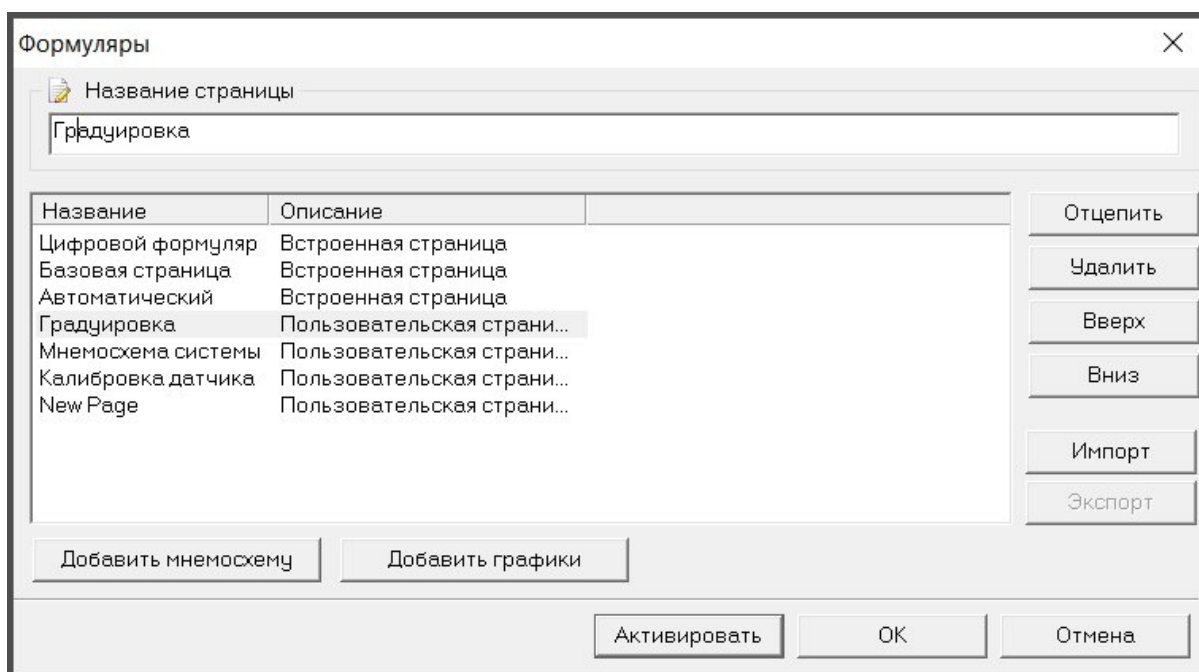 Формуляры
Название страницы
Градуировка
Название Описание
Отцепить
Цифровой формуляр Встроенная страница
Базовая страница Встроенная страница
Удалить
Автоматический Встроенная страница
Градуировка Пользовательская страни...
Вверх
Мнемосхема системы Пользовательская страни...
Калибровка датчика Пользовательская страни...
Вниз
New Page Пользовательская страни...
Импорт
Экспорт
Добавить мнемосхему Добавить графики
Активировать OK Отмена